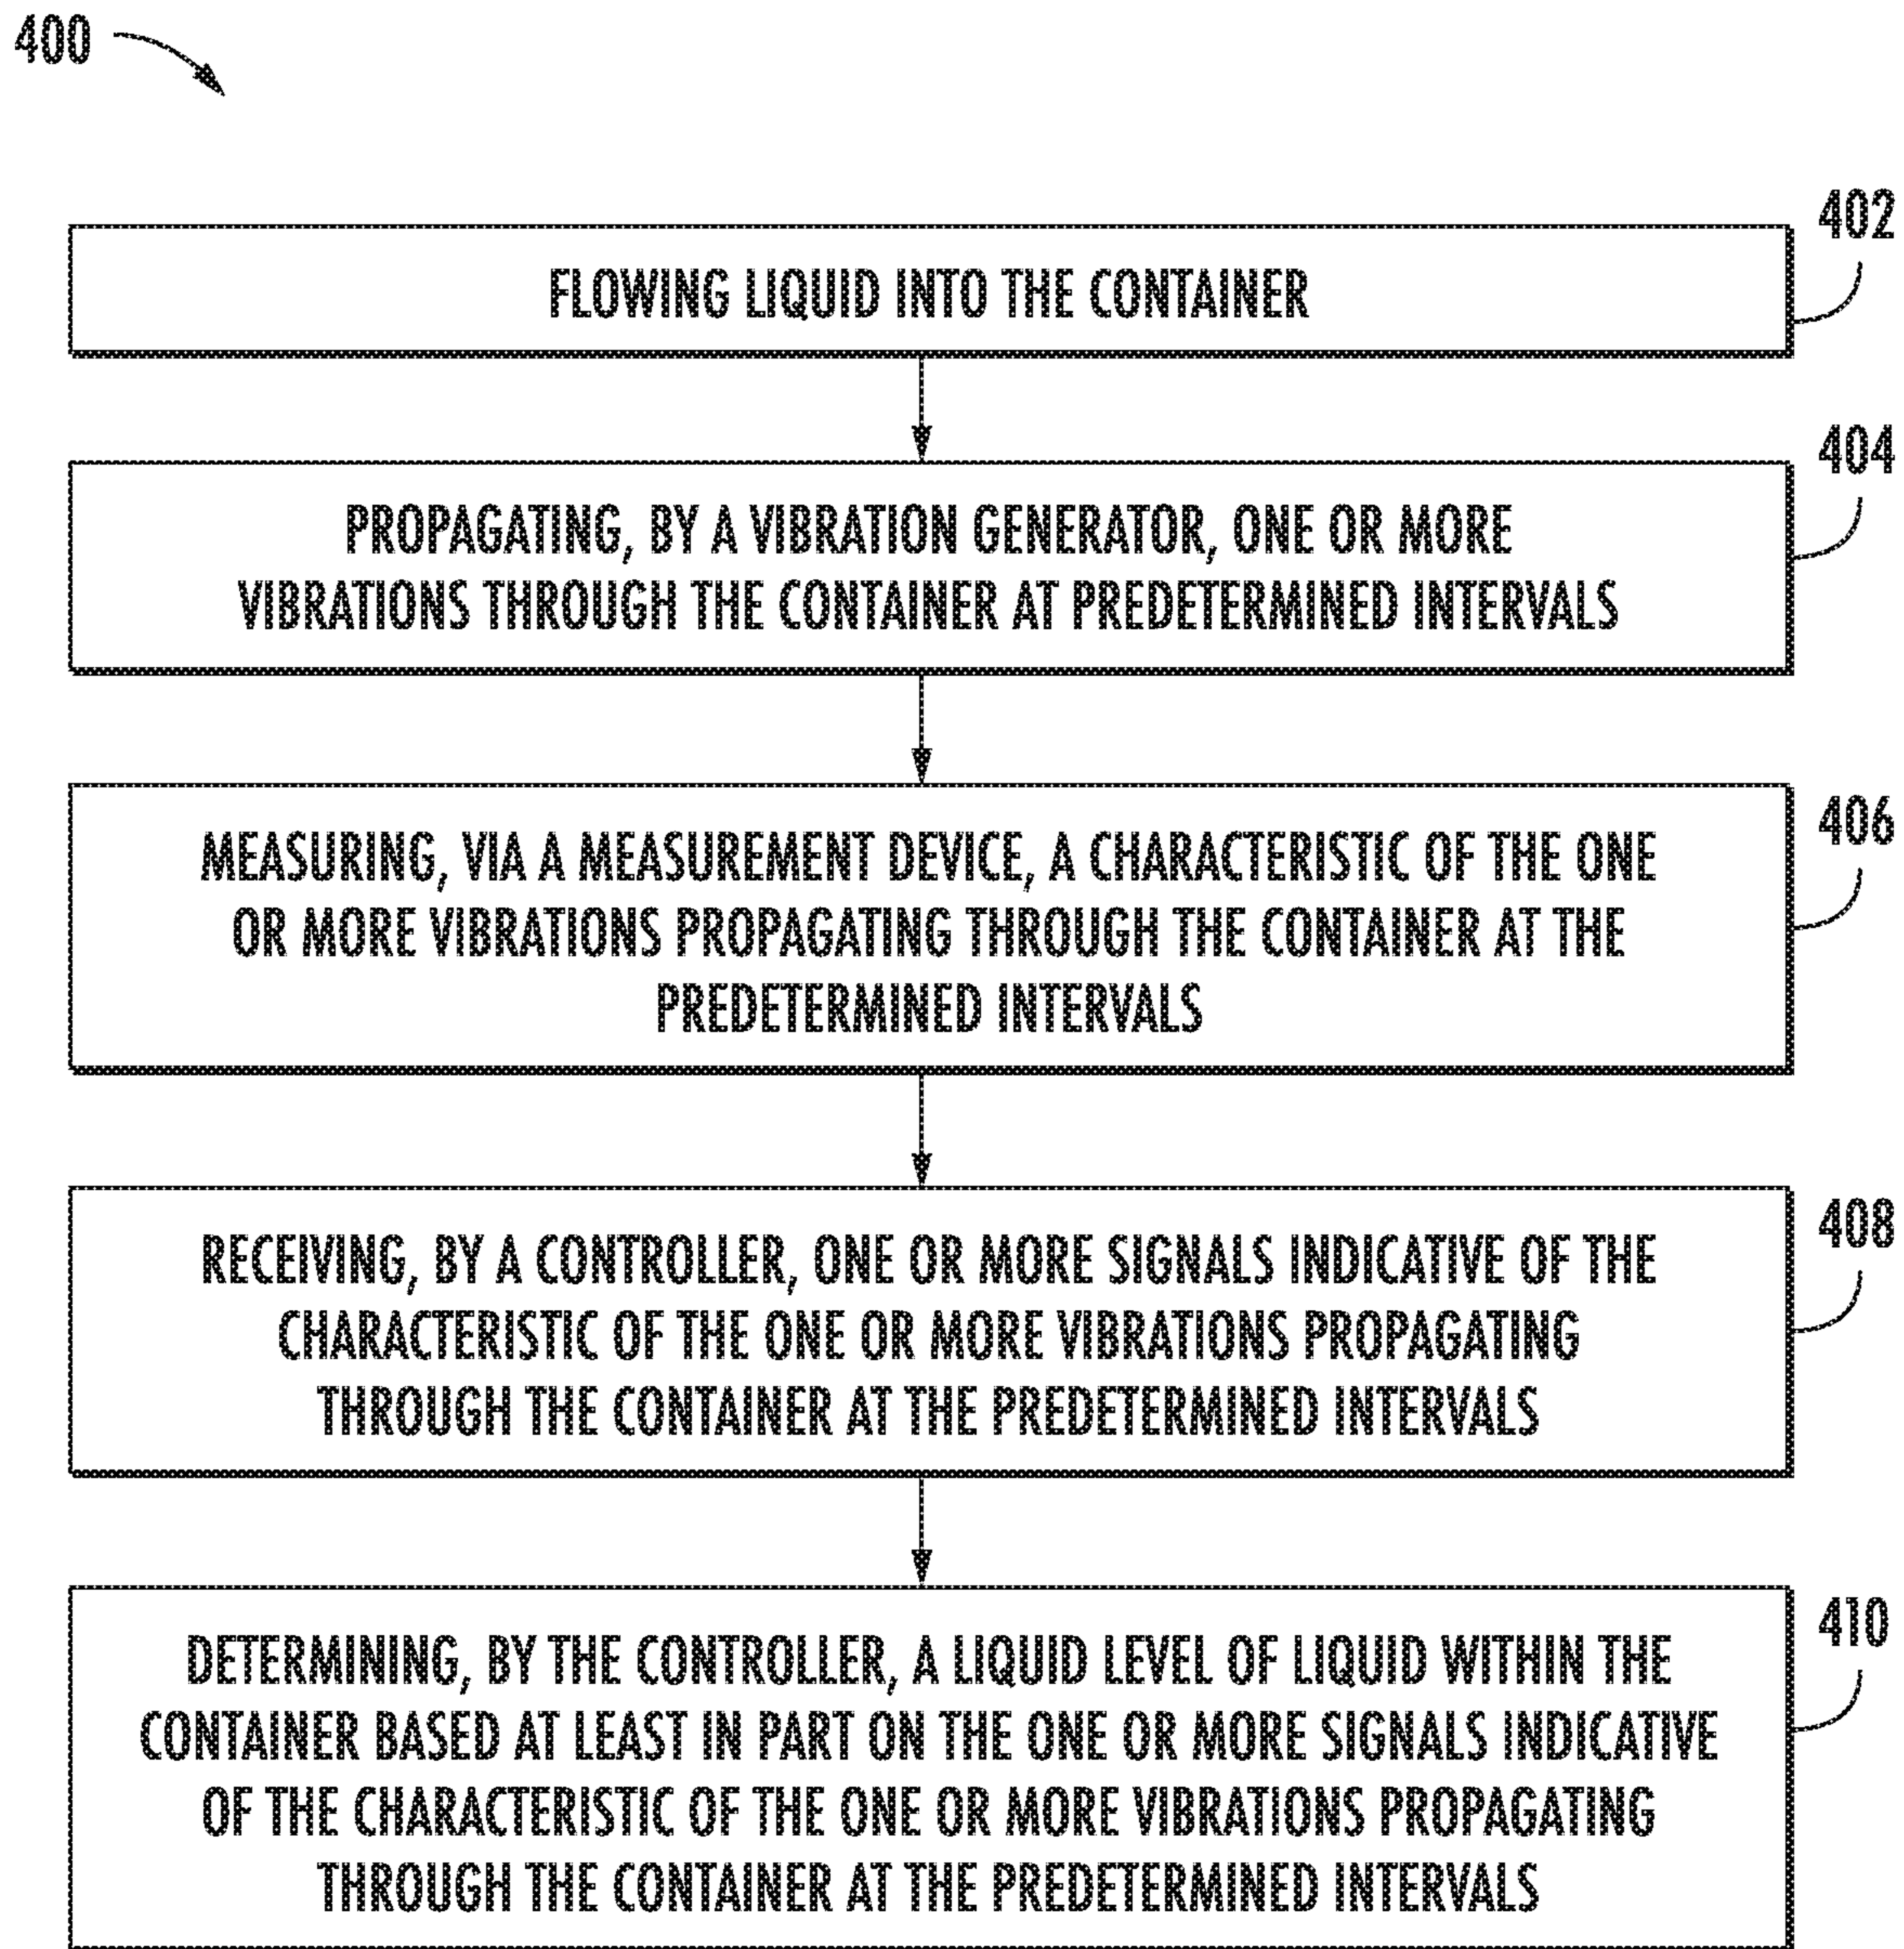 400
402
FLOWING LIQUID INTO THE CONTAINER
404
PROPAGATING, BY A VIBRATION GENERATOR, ONE OR MORE
VIBRATIONS THROUGH THE CONTAINER AT PREDETERMINED INTERVALS
406
MEASURING, VIA A MEASUREMENT DEVICE, A CHARACTERISTIC OF THE ONE
OR MORE VIBRATIONS PROPAGATING THROUGH THE CONTAINER AT THE
PREDETERMINED INTERVALS
408
RECEIVING, BY A CONTROLLER, ONE OR MORE SIGNALS INDICATIVE OF THE
CHARACTERISTIC OF THE ONE OR MORE VIBRATIONS PROPAGATING
THROUGH THE CONTAINER AT THE PREDETERMINED INTERVALS
410
DETERMINING, BY THE CONTROLLER, A LIQUID LEVEL OF LIQUID WITHIN THE
CONTAINER BASED AT LEAST IN PART ON THE ONE OR MORE SIGNALS INDICATIVE
OF THE CHARACTERISTIC OF THE ONE OR MORE VIBRATIONS PROPAGATING
THROUGH THE CONTAINER AT THE PREDETERMINED INTERVALS